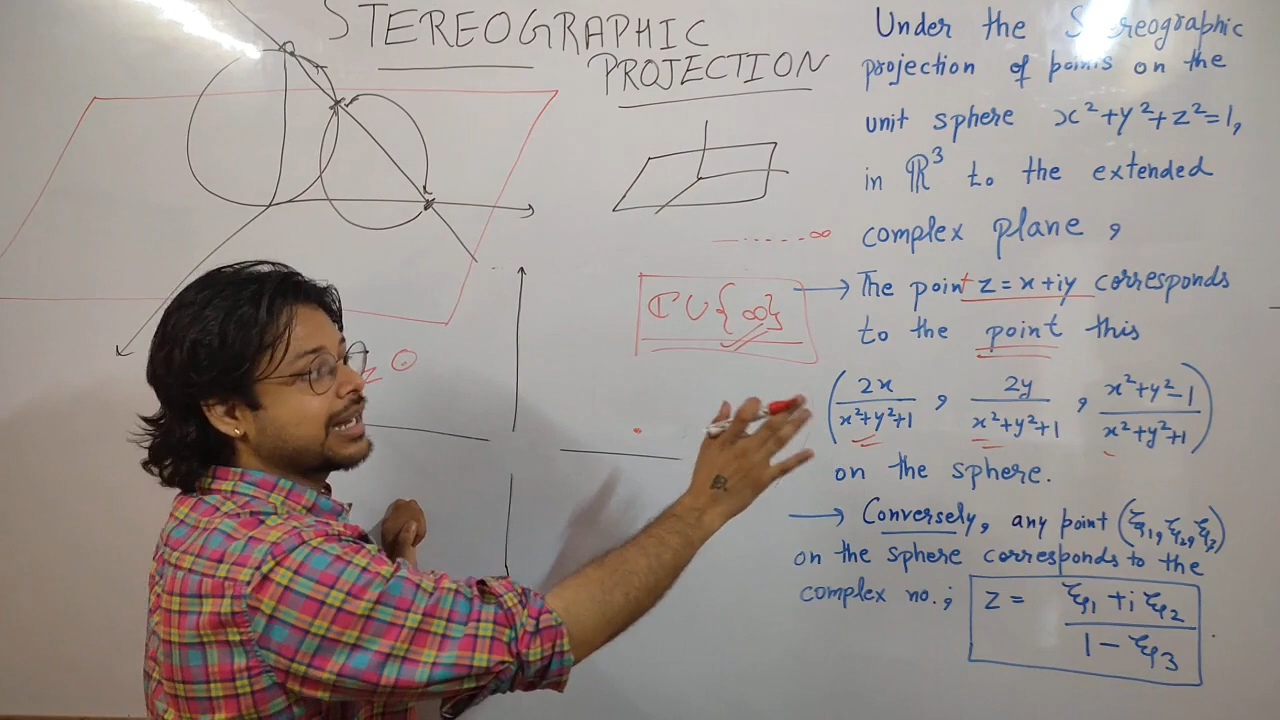 STEREOGRAPHIC
PROJECTION
∞
ℂ ∪ {∞}
z
Under the Stereographic
projection of points on the
unit sphere x²+y²+z²=1,
in ℝ³ to the extended
complex plane,
→ The point z = x+iy corresponds
to the point this
(2x/(x²+y²+1), 2y/(x²+y²+1), (x²+y²-1)/(x²+y²+1))
on the sphere.
→ Conversely, any point (ξ₁, ξ₂, ξ₃)
on the sphere corresponds to the
complex no.;
z = (ξ₁ + i ξ₂)/(1 - ξ₃)